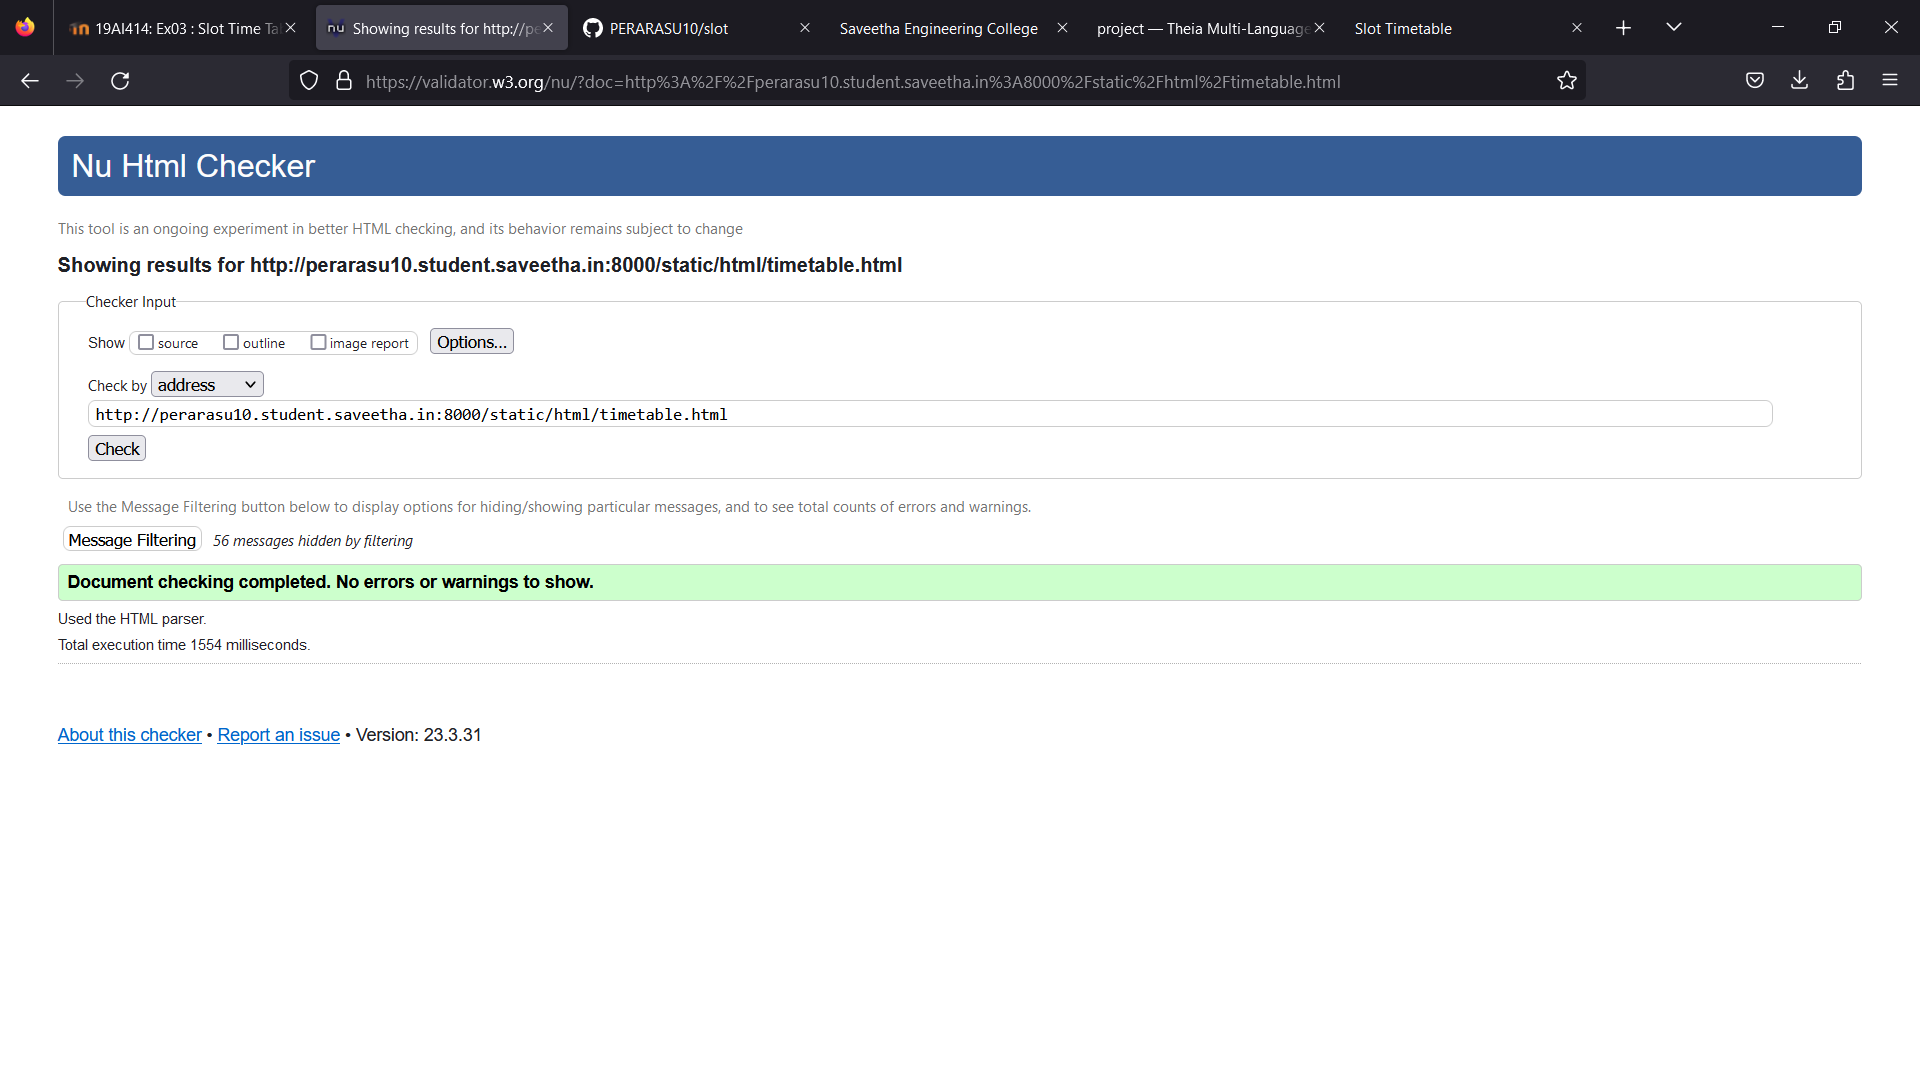 19AI414: Ex03 : Slot Time Ta
nu Showing results for http://pe
PERARASU10/slot
Saveetha Engineering College
project — Theia Multi-Language
Slot Timetable
https://validator.w3.org/nu/?doc=http%3A%2F%2Fperarasu10.student.saveetha.in%3A8000%2Fstatic%2Fhtml%2Ftimetable.html
Nu Html Checker
This tool is an ongoing experiment in better HTML checking, and its behavior remains subject to change
Showing results for http://perarasu10.student.saveetha.in:8000/static/html/timetable.html
Checker Input
Show source outline image report Options...
Check by address
http://perarasu10.student.saveetha.in:8000/static/html/timetable.html
Check
Use the Message Filtering button below to display options for hiding/showing particular messages, and to see total counts of errors and warnings.
Message Filtering 56 messages hidden by filtering
Document checking completed. No errors or warnings to show.
Used the HTML parser.
Total execution time 1554 milliseconds.
About this checker • Report an issue • Version: 23.3.31